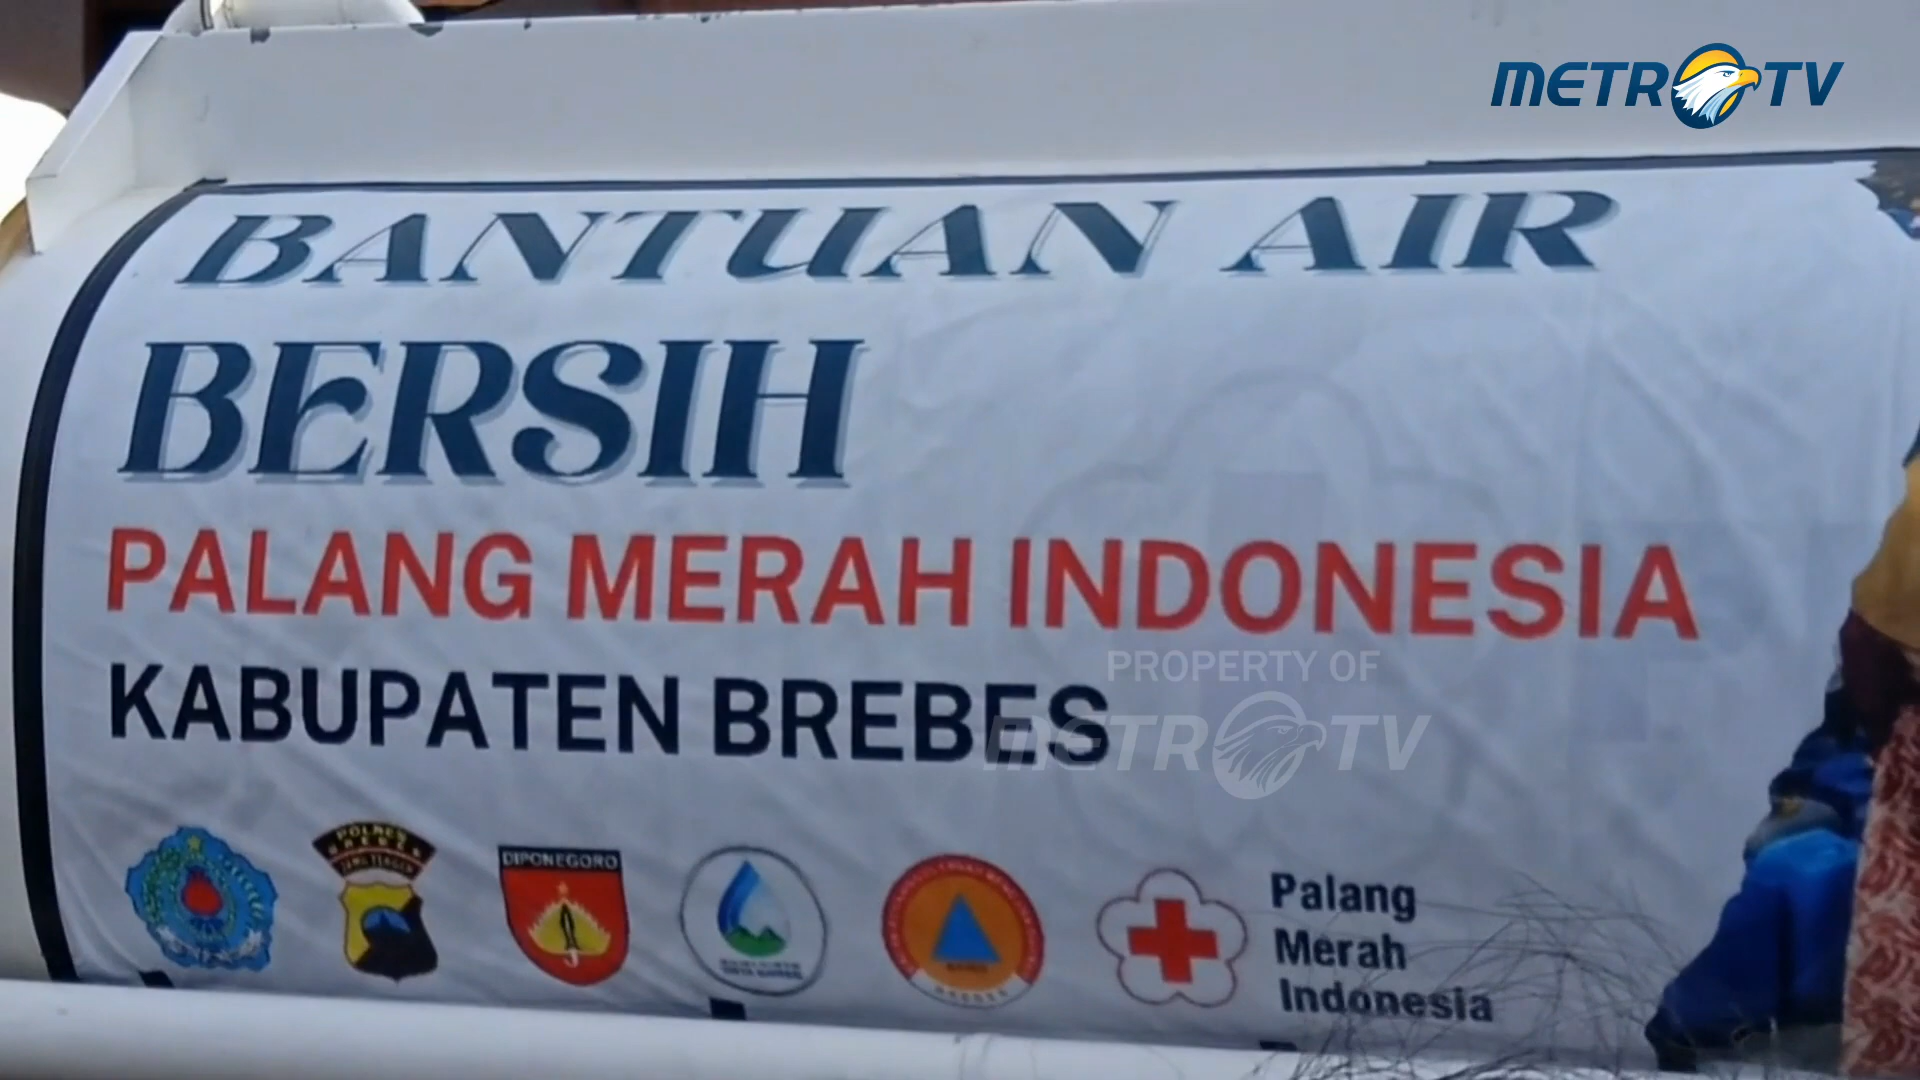 METRO TV
BANTUAN AIR
BERSIH
PALANG MERAH INDONESIA
KABUPATEN BREBES
PROPERTY OF
METRO TV
POLRES
DIPONEGORO
Palang
Merah
Indonesia